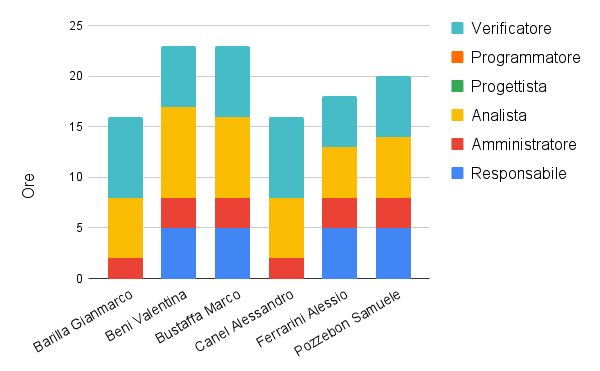 25
20
15
10
5
0
Ore
Barilla Gianmarco
Beni Valentina
Bustaffa Marco
Canel Alessandro
Ferrarini Alessio
Pozzebon Samuele
Verificatore
Programmatore
Progettista
Analista
Amministratore
Responsabile